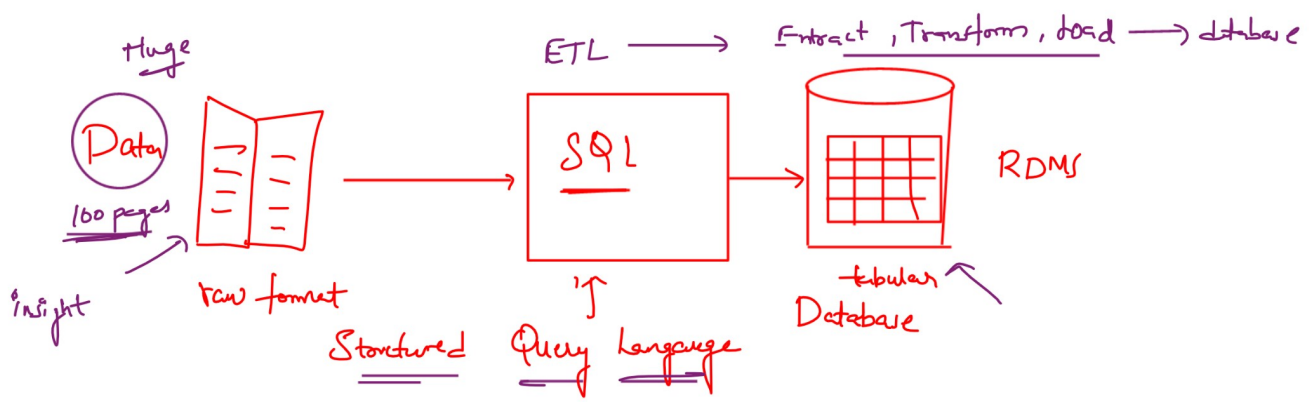 Huge
ETL → Extract, Transform, Load → database
Data
SQL
RDMS
100 pages
insight
raw format
tabular
Database
Structured Query Language